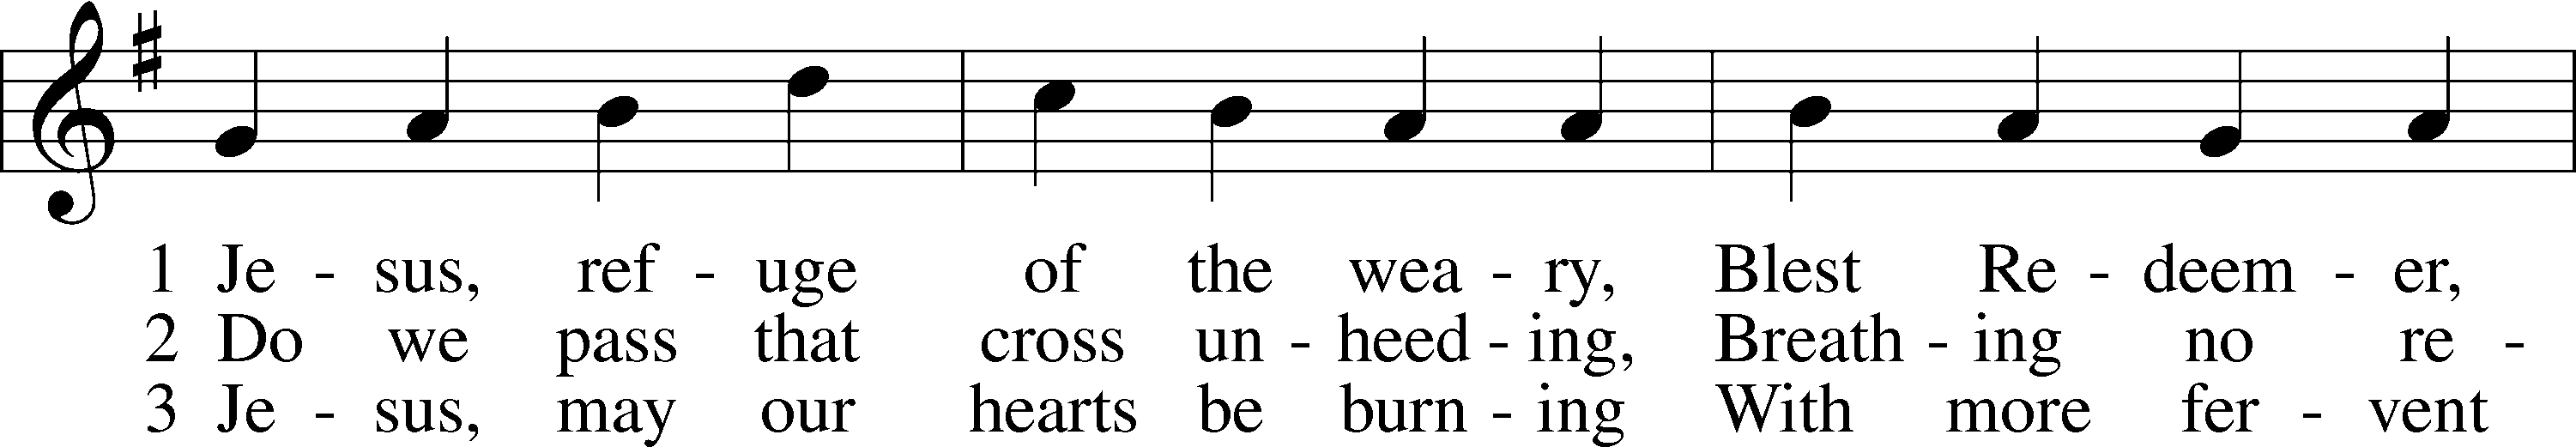 1 Je - sus, ref - uge of the wea - ry, Blest Re - deem - er,
2 Do we pass that cross un - heed - ing, Breath - ing no re -
3 Je - sus, may our hearts be burn - ing With more fer - vent